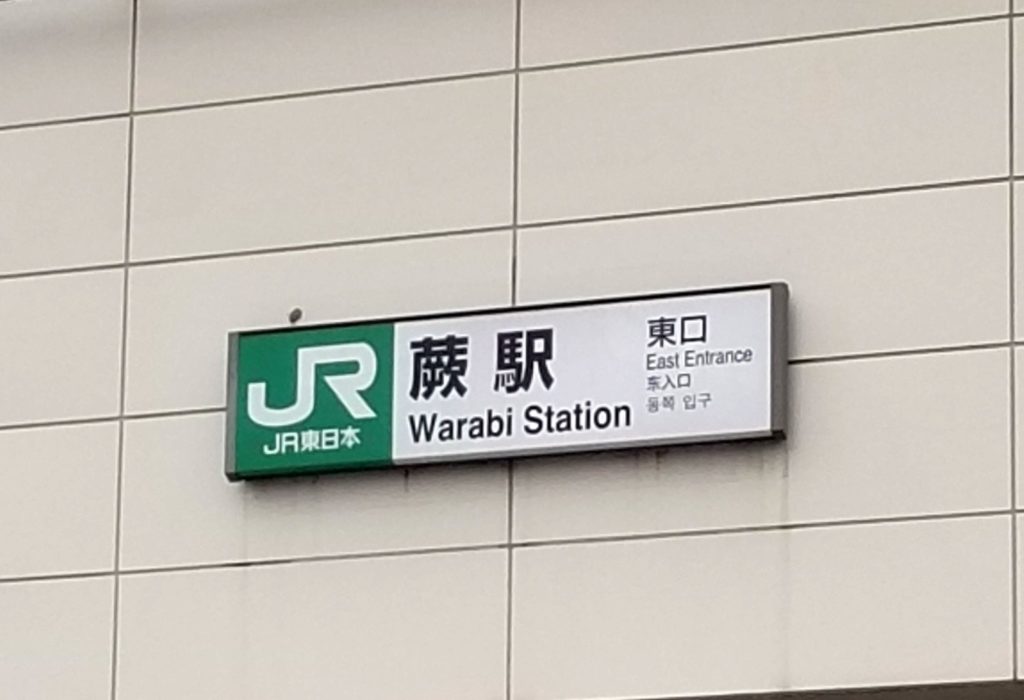 JR
JR東日本
蕨駅
Warabi Station
東口
East Entrance
东入口
동쪽 입구